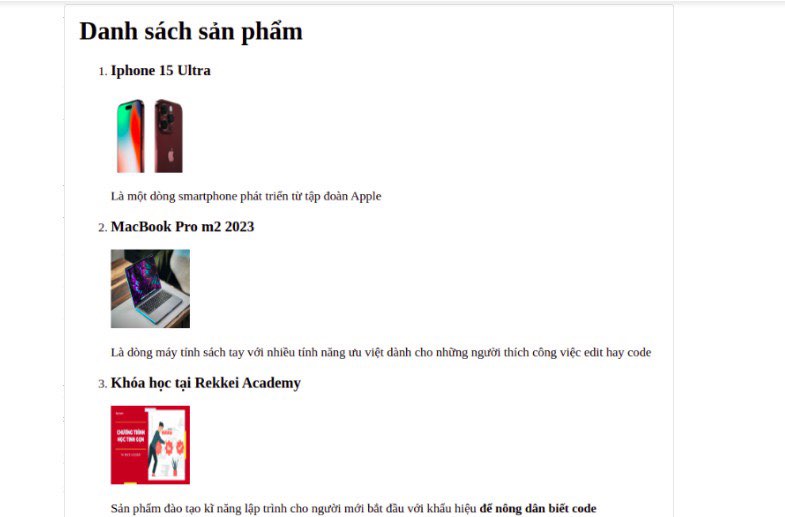 Danh sách sản phẩm
1. Iphone 15 Ultra
Là một dòng smartphone phát triển từ tập đoàn Apple
2. MacBook Pro m2 2023
Là dòng máy tính sách tay với nhiều tính năng ưu việt dành cho những người thích công việc edit hay code
3. Khóa học tại Rekkei Academy
CHƯƠNG TRÌNH
HỌC TINH GỌN
Sản phẩm đào tạo kĩ năng lập trình cho người mới bắt đầu với khẩu hiệu để nông dân biết code